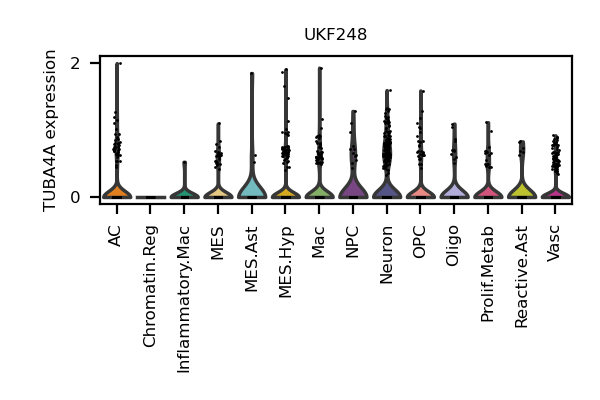 UKF248
TUBA4A expression
2
0
AC
Chromatin.Reg
Inflammatory.Mac
MES
MES.Ast
MES.Hyp
Mac
NPC
Neuron
OPC
Oligo
Prolif.Metab
Reactive.Ast
Vasc